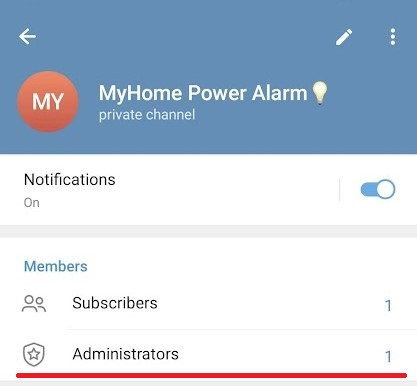 MY
MyHome Power Alarm💡
private channel
Notifications
On
Members
Subscribers 1
Administrators 1